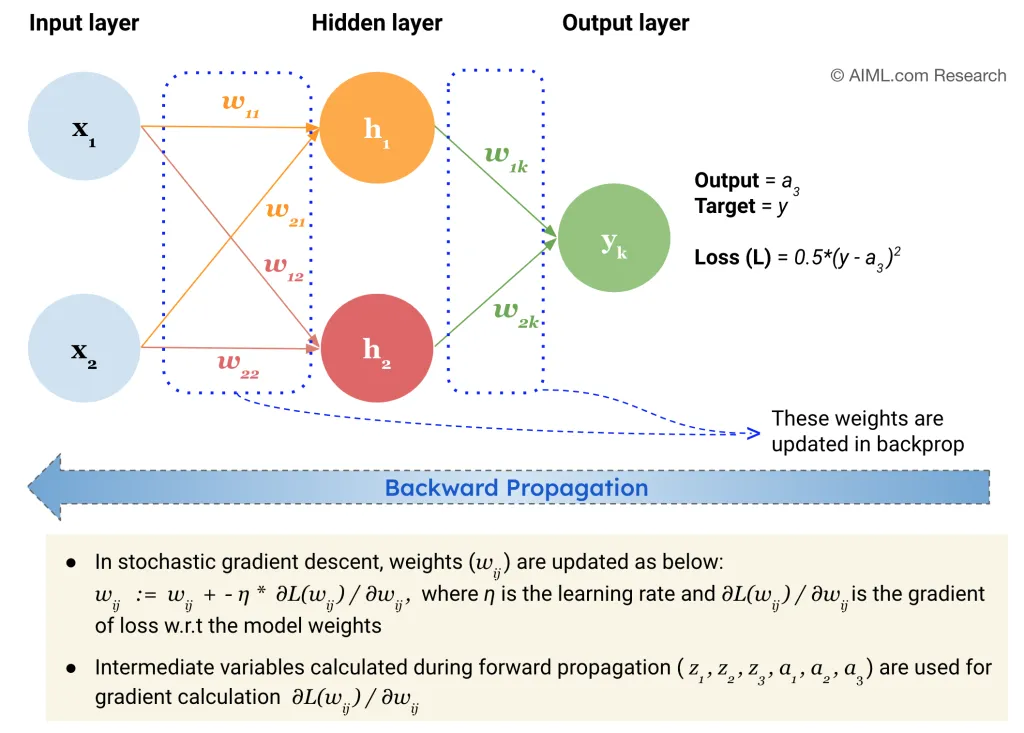 Input layer
Hidden layer
Output layer
© AIML.com Research
x₁
w₁₁
h₁
w₁ₖ
w₂₁
w₁₂
yₖ
Output = a₃
Target = y
Loss (L) = 0.5*(y - a₃)²
x₂
w₂₂
h₂
w₂ₖ
These weights are
updated in backprop
Backward Propagation
● In stochastic gradient descent, weights (wᵢⱼ) are updated as below:
wᵢⱼ := wᵢⱼ + - η * ∂L(wᵢⱼ) / ∂wᵢⱼ, where η is the learning rate and ∂L(wᵢⱼ) / ∂wᵢⱼ is the gradient
of loss w.r.t the model weights
● Intermediate variables calculated during forward propagation ( z₁, z₂, z₃, a₁, a₂, a₃) are used for
gradient calculation ∂L(wᵢⱼ) / ∂wᵢⱼ